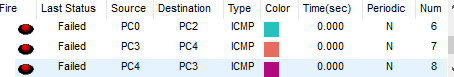 Fire Last Status Source Destination Type Color Time(sec) Periodic Num
Failed PC0 PC2 ICMP 0.000 N 6
Failed PC3 PC4 ICMP 0.000 N 7
Failed PC4 PC3 ICMP 0.000 N 8